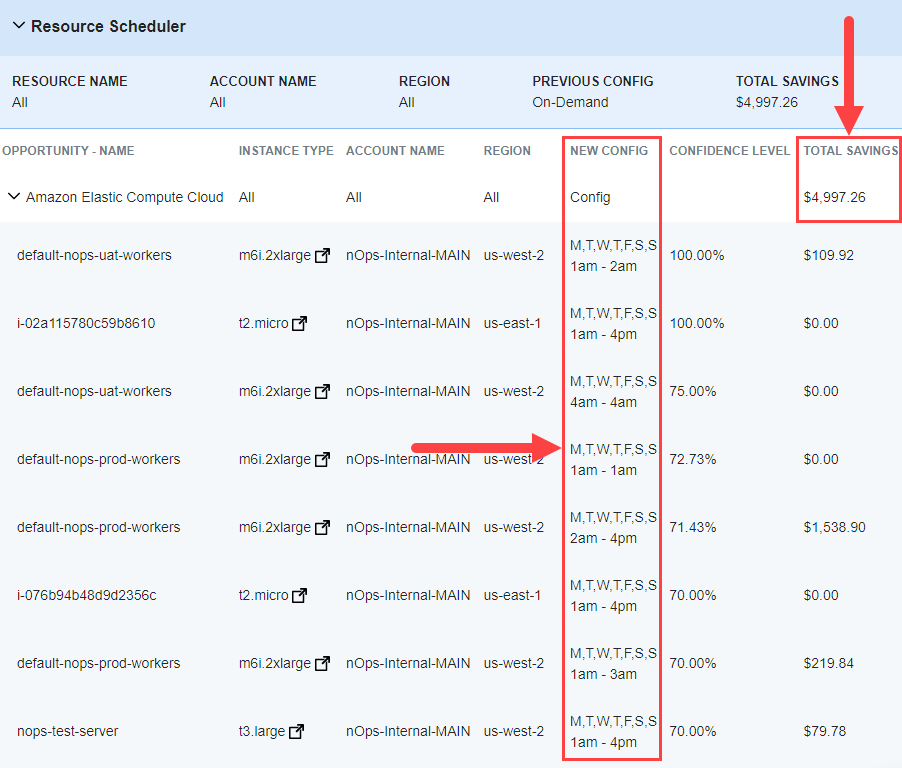 Resource Scheduler
RESOURCE NAME ACCOUNT NAME REGION PREVIOUS CONFIG TOTAL SAVINGS
All All All On-Demand $4,997.26
OPPORTUNITY - NAME INSTANCE TYPE ACCOUNT NAME REGION NEW CONFIG CONFIDENCE LEVEL TOTAL SAVINGS
Amazon Elastic Compute Cloud All All All Config $4,997.26
default-nops-uat-workers m6i.2xlarge nOps-Internal-MAIN us-west-2 M,T,W,T,F,S,S 100.00% $109.92
1am - 2am
i-02a115780c59b8610 t2.micro nOps-Internal-MAIN us-east-1 M,T,W,T,F,S,S 100.00% $0.00
1am - 4pm
default-nops-uat-workers m6i.2xlarge nOps-Internal-MAIN us-west-2 M,T,W,T,F,S,S 75.00% $0.00
4am - 4am
default-nops-prod-workers m6i.2xlarge nOps-Internal-MAIN us-west-2 M,T,W,T,F,S,S 72.73% $0.00
1am - 1am
default-nops-prod-workers m6i.2xlarge nOps-Internal-MAIN us-west-2 M,T,W,T,F,S,S 71.43% $1,538.90
2am - 4pm
i-076b94b48d9d2356c t2.micro nOps-Internal-MAIN us-east-1 M,T,W,T,F,S,S 70.00% $0.00
1am - 4pm
default-nops-prod-workers m6i.2xlarge nOps-Internal-MAIN us-west-2 M,T,W,T,F,S,S 70.00% $219.84
1am - 3am
nops-test-server t3.large nOps-Internal-MAIN us-west-2 M,T,W,T,F,S,S 70.00% $79.78
1am - 4pm